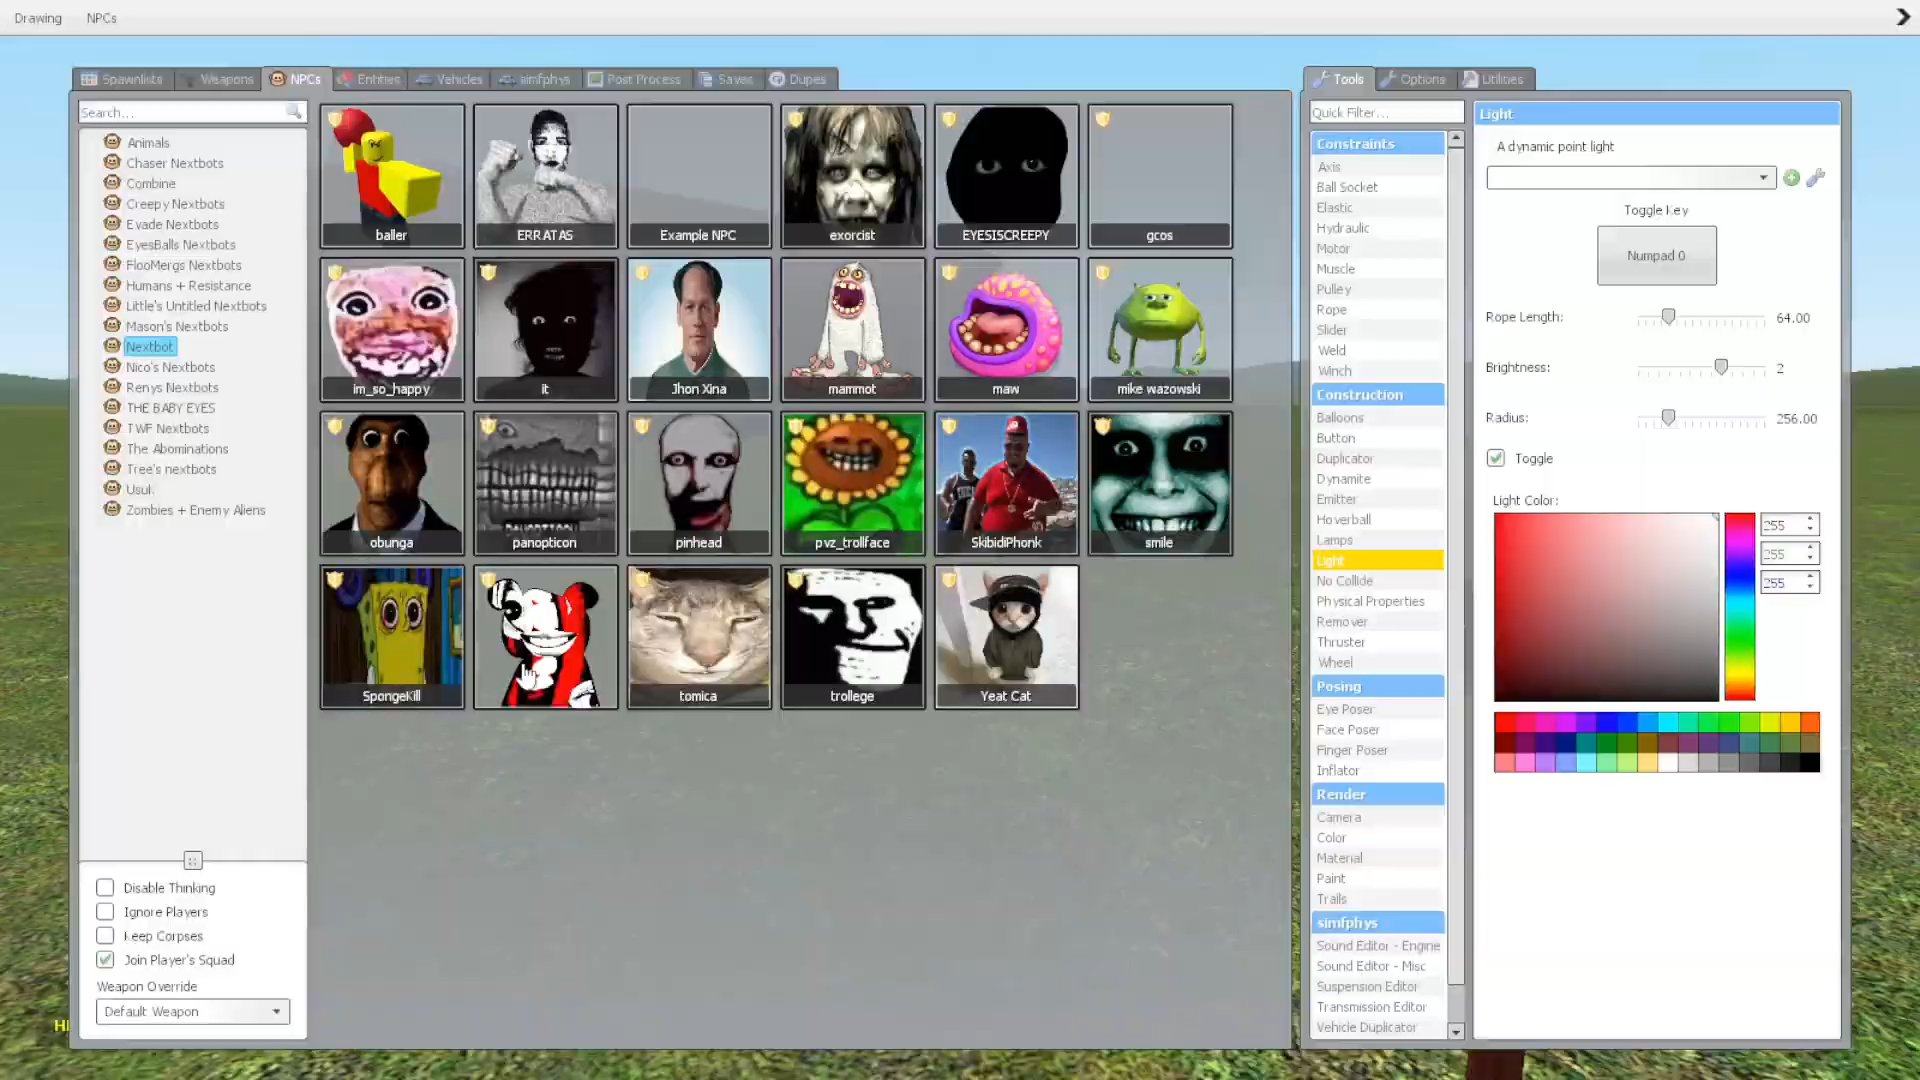 Drawing NPCs
Spawnlists Weapons NPCs Entities Vehicles simfphys Post Process Saves Dupes
Search...
Animals
Chaser Nextbots
Combine
Creepy Nextbots
Evade Nextbots
EyesBalls Nextbots
FlooMergs Nextbots
Humans + Resistance
Little's Untitled Nextbots
Mason's Nextbots
Nextbot
Nico's Nextbots
Renys Nextbots
THE BABY EYES
TWF Nextbots
The Abominations
Tree's nextbots
Usul.
Zombies + Enemy Aliens
Disable Thinking
Ignore Players
Keep Corpses
Join Player's Squad
Weapon Override
Default Weapon
baller ERRATAS Example NPC exorcist EYESISCREEPY gcos
im_so_happy it Jhon Xina mammot maw mike wazowski
obunga panopticon pinhead pvz_trollface SkibidiPhonk smile
SpongeKill tomica trollege Yeat Cat
Tools Options Utilities
Quick Filter...
Constraints
Axis
Ball Socket
Elastic
Hydraulic
Motor
Muscle
Pulley
Rope
Slider
Weld
Winch
Construction
Balloons
Button
Duplicator
Dynamite
Emitter
Hoverball
Lamps
Light
No Collide
Physical Properties
Remover
Thruster
Wheel
Posing
Eye Poser
Face Poser
Finger Poser
Inflator
Render
Camera
Color
Material
Paint
Trails
simfphys
Sound Editor - Engine
Sound Editor - Misc
Suspension Editor
Transmission Editor
Vehicle Duplicator
Light
A dynamic point light
Toggle Key
Numpad 0
Rope Length: 64.00
Brightness: 2
Radius: 256.00
Toggle
Light Color:
255
255
255